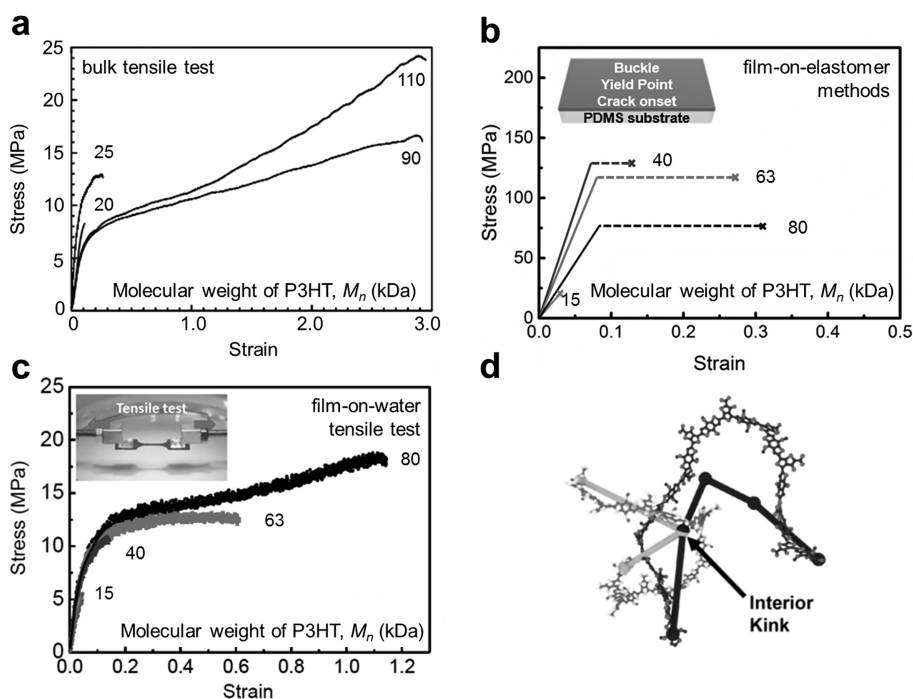 a
25
20
15
10
5
0
Stress (MPa)
bulk tensile test
25
20
110
90
Molecular weight of P3HT, Mn (kDa)
0 1.0 2.0 3.0
Strain
b
225
200
175
150
125
100
75
50
25
0
Stress (MPa)
Buckle
Yield Point
Crack onset
PDMS substrate
film-on-elastomer
methods
40
63
80
15
Molecular weight of P3HT, Mn (kDa)
0.0 0.1 0.2 0.3 0.4 0.5
Strain
c
25
20
15
10
5
0
Stress (MPa)
Tensile test
film-on-water
tensile test
80
63
40
15
Molecular weight of P3HT, Mn (kDa)
0.0 0.2 0.4 0.6 0.8 1.0 1.2
Strain
d
Interior
Kink